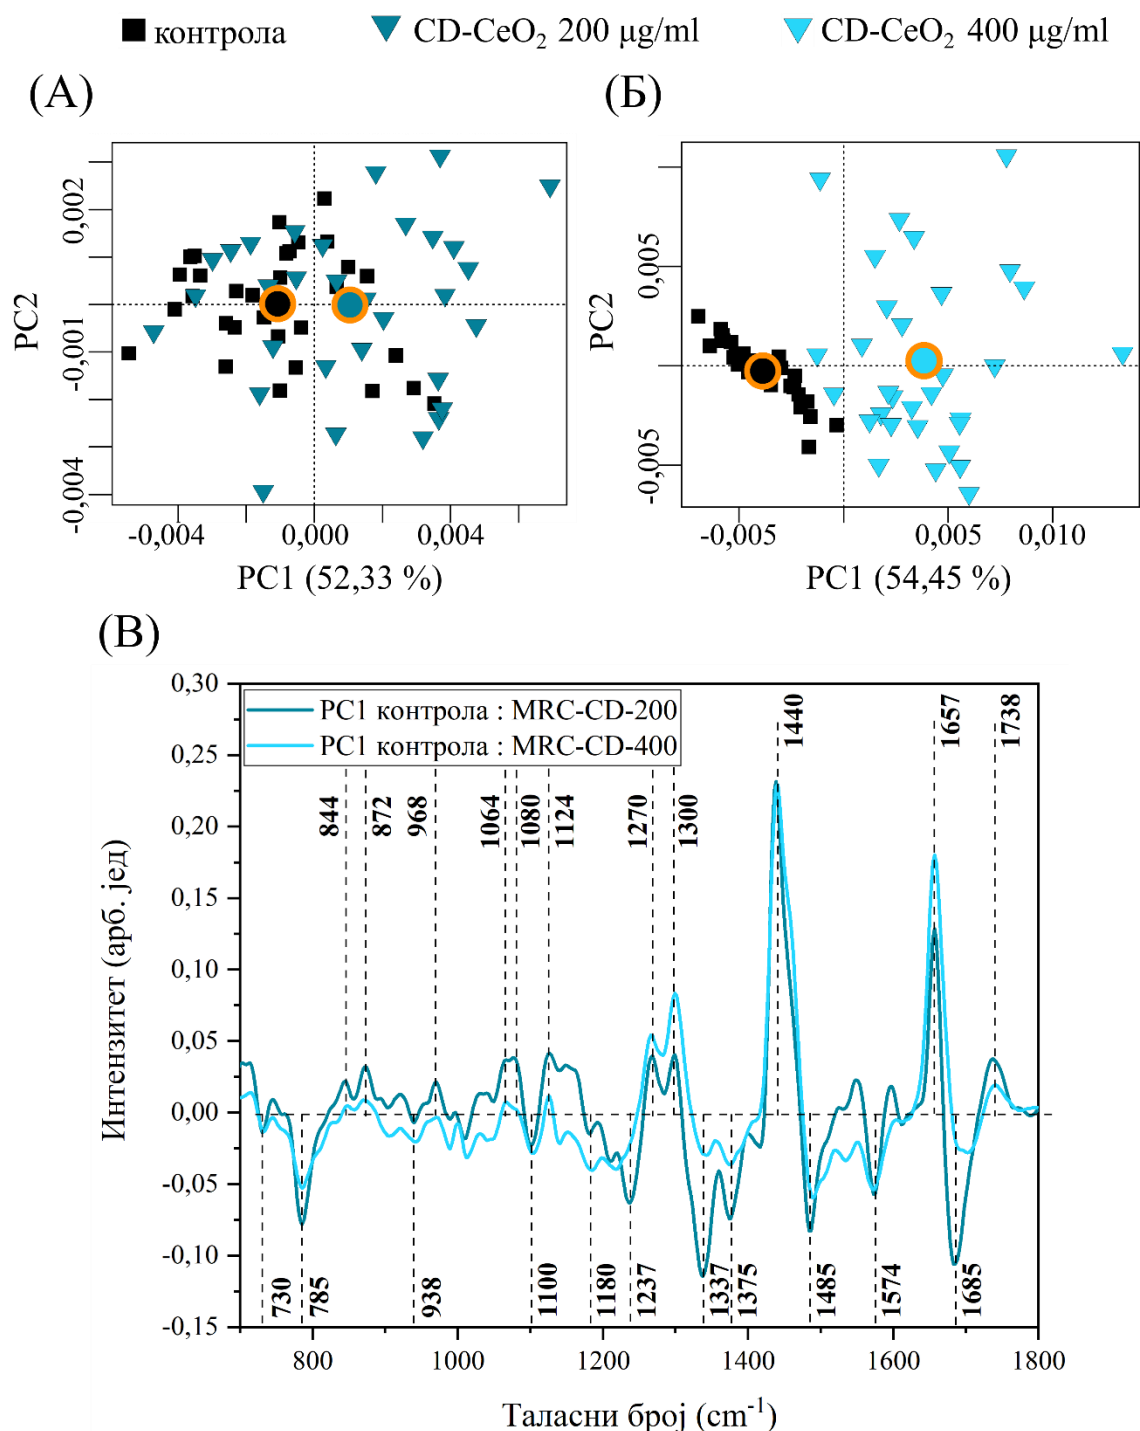 контрола CD-CeO₂ 200 μg/ml CD-CeO₂ 400 μg/ml
(А) (Б)
PC2
0,002
-0,001
-0,004
-0,004 0,000 0,004
PC1 (52,33 %)
PC2
0,005
-0,005
-0,005 0,005 0,010
PC1 (54,45 %)
(В)
Интензитет (арб. јед)
0,30
0,25
0,20
0,15
0,10
0,05
0,00
-0,05
-0,10
-0,15
PC1 контрола : MRC-CD-200
PC1 контрола : MRC-CD-400
844 872 968 1064 1080 1124 1270 1300 1440 1657 1738
730 785 938 1100 1180 1237 1337 1375 1485 1574 1685
800 1000 1200 1400 1600 1800
Таласни број (cm⁻¹)